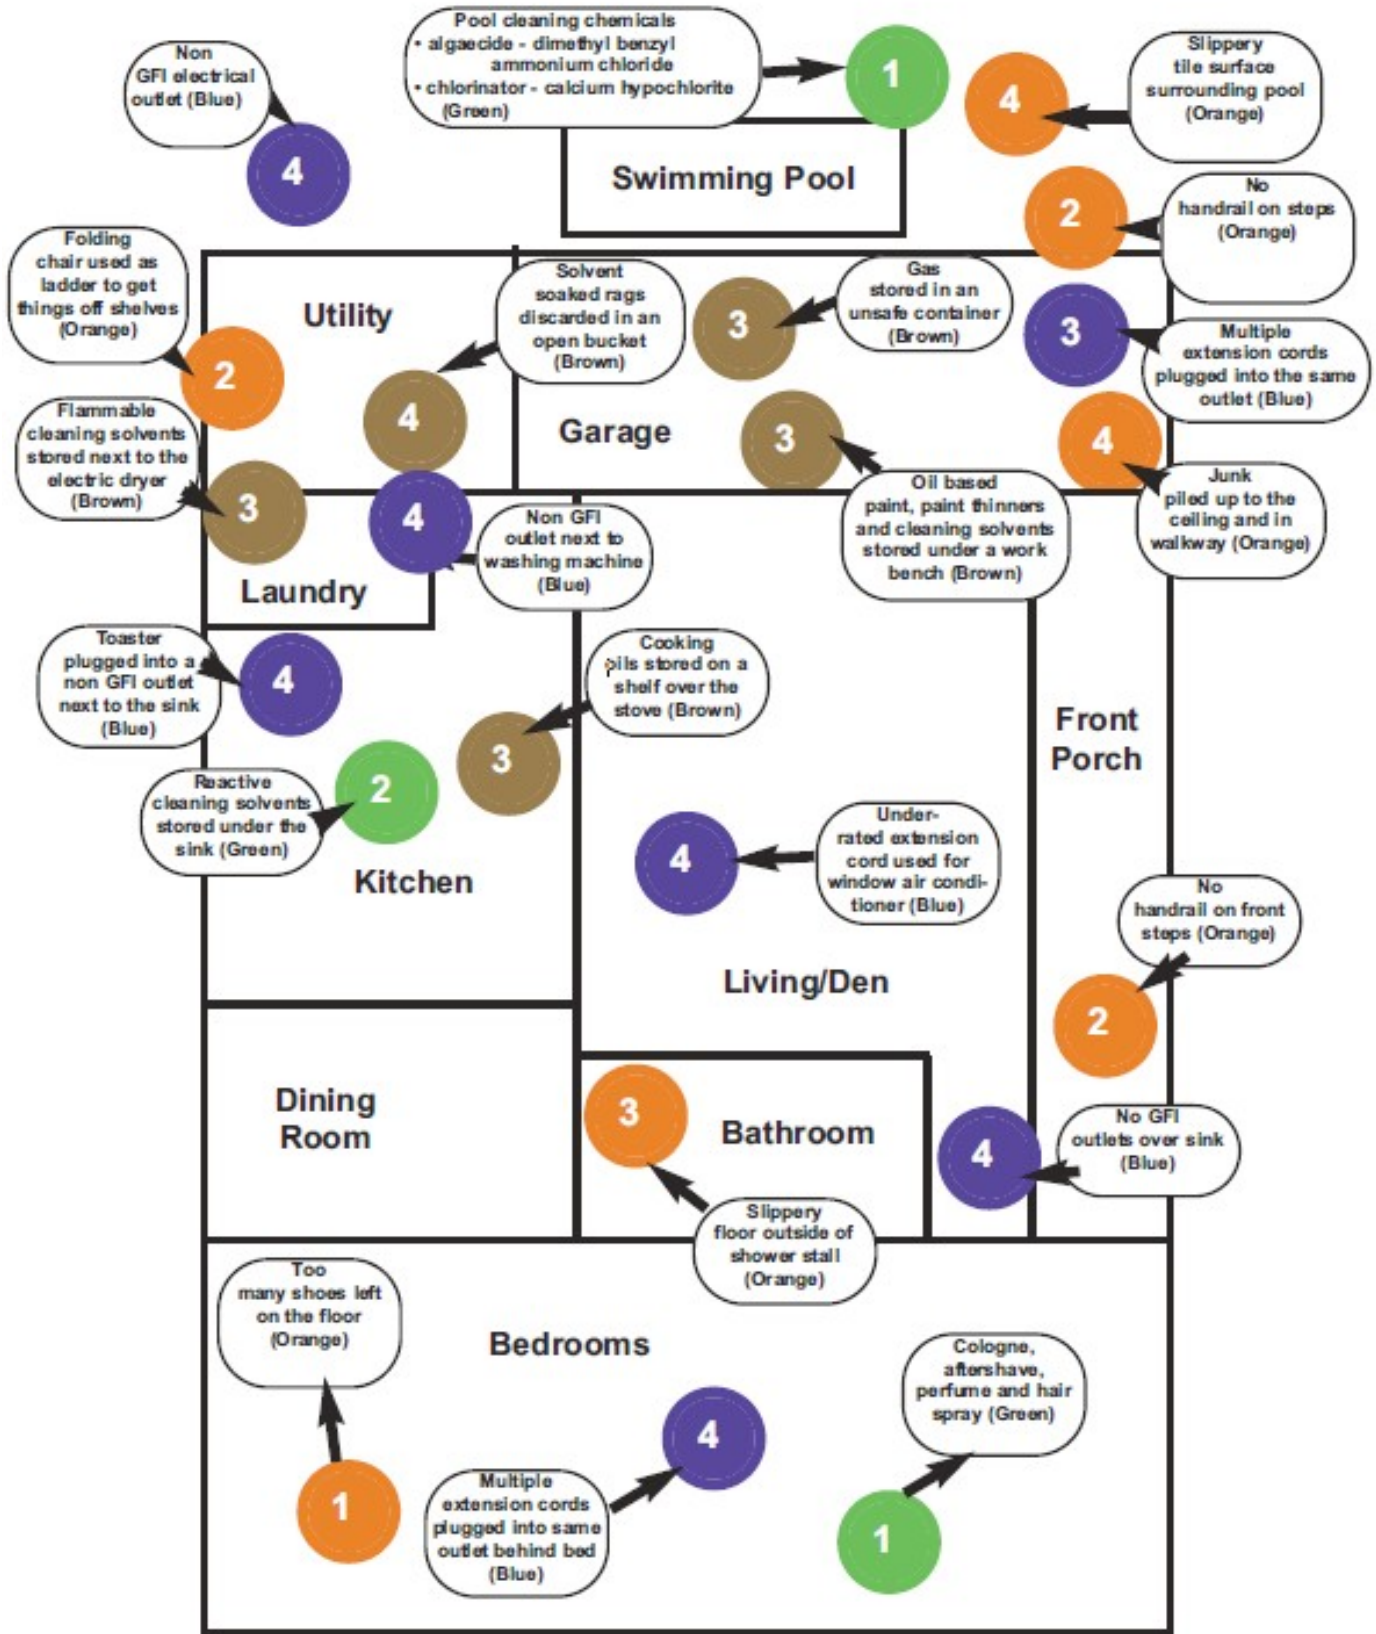 Pool cleaning chemicals
• algaecide - dimethyl benzyl
ammonium chloride
• chlorinator - calcium hypochlorite
(Green)
1
Non
GFI electrical
outlet (Blue)
4
4
Slippery
tile surface
surrounding pool
(Orange)
Swimming Pool
2
No
handrail on steps
(Orange)
Folding
chair used as
ladder to get
things off shelves
(Orange)
2
Utility
Solvent
soaked rags
discarded in an
open bucket
(Brown)
4
3
Gas
stored in an
unsafe container
(Brown)
3
Multiple
extension cords
plugged into the same
outlet (Blue)
Garage
3
4
Flammable
cleaning solvents
stored next to the
electric dryer
(Brown)
3
4
Non GFI
outlet next to
washing machine
(Blue)
Oil based
paint, paint thinners
and cleaning solvents
stored under a work
bench (Brown)
Junk
piled up to the
ceiling and in
walkway (Orange)
Laundry
Toaster
plugged into a
non GFI outlet
next to the sink
(Blue)
4
Cooking
oils stored on a
shelf over the
stove (Brown)
3
Front
Porch
Reactive
cleaning solvents
stored under the
sink (Green)
2
Kitchen
4
Under-
rated extension
cord used for
window air condi-
tioner (Blue)
No
handrail on front
steps (Orange)
Living/Den
2
Dining
Room
3
Bathroom
4
No GFI
outlets over sink
(Blue)
Slippery
floor outside of
shower stall
(Orange)
Too
many shoes left
on the floor
(Orange)
Bedrooms
Cologne,
aftershave,
perfume and hair
spray (Green)
4
1
Multiple
extension cords
plugged into same
outlet behind bed
(Blue)
1